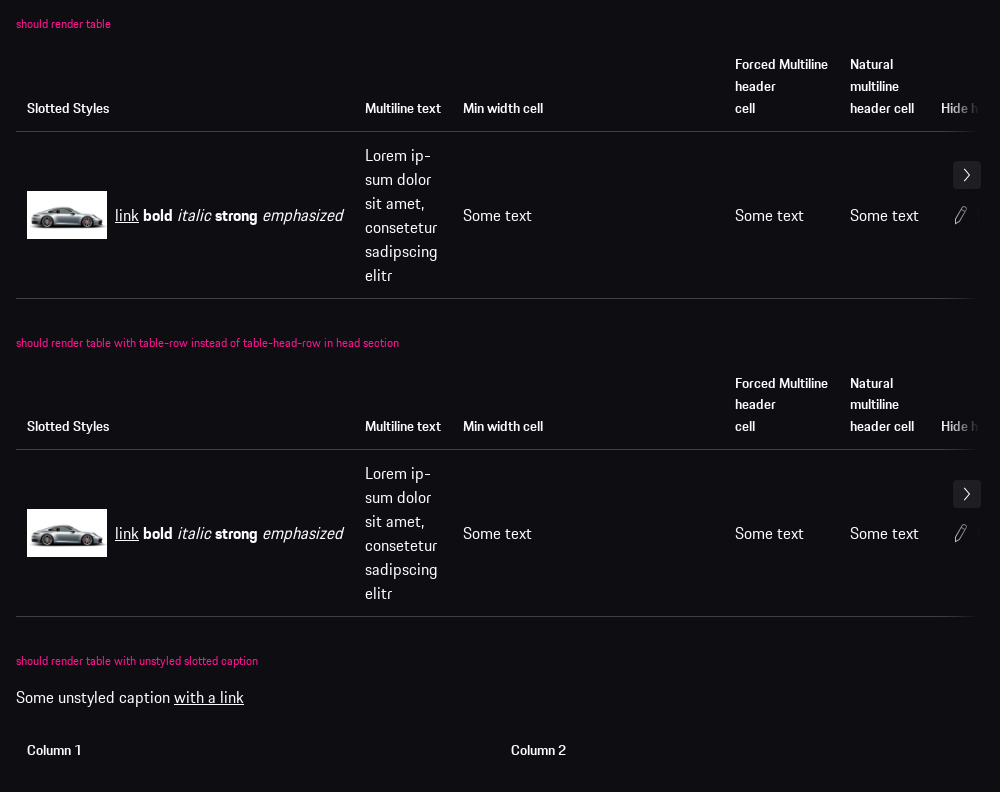 should render table
Forced Multiline
header
cell
Natural
multiline
header cell
Slotted Styles
Multiline text
Min width cell
Hide h
link bold italic strong emphasized
Lorem ip-
sum dolor
sit amet,
consetetur
sadipscing
elitr
Some text
Some text
Some text
should render table with table-row instead of table-head-row in head section
Forced Multiline
header
cell
Natural
multiline
header cell
Slotted Styles
Multiline text
Min width cell
Hide h
link bold italic strong emphasized
Lorem ip-
sum dolor
sit amet,
consetetur
sadipscing
elitr
Some text
Some text
Some text
should render table with unstyled slotted caption
Some unstyled caption with a link
Column 1
Column 2